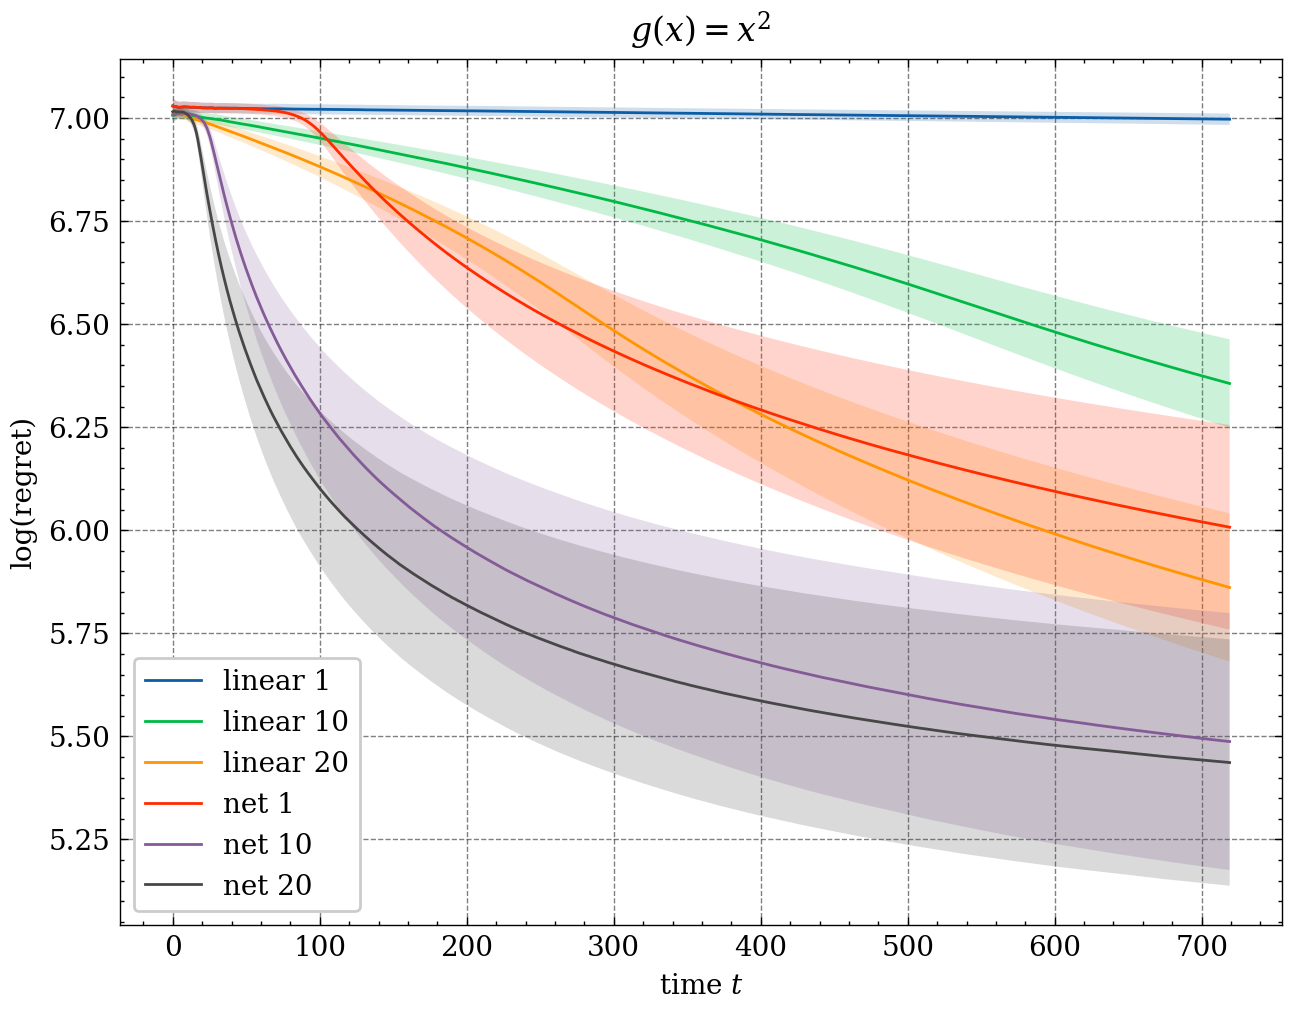 g(x) = x²
7.00
6.75
6.50
6.25
6.00
5.75
5.50
5.25
log(regret)
linear 1
linear 10
linear 20
net 1
net 10
net 20
0 100 200 300 400 500 600 700
time t